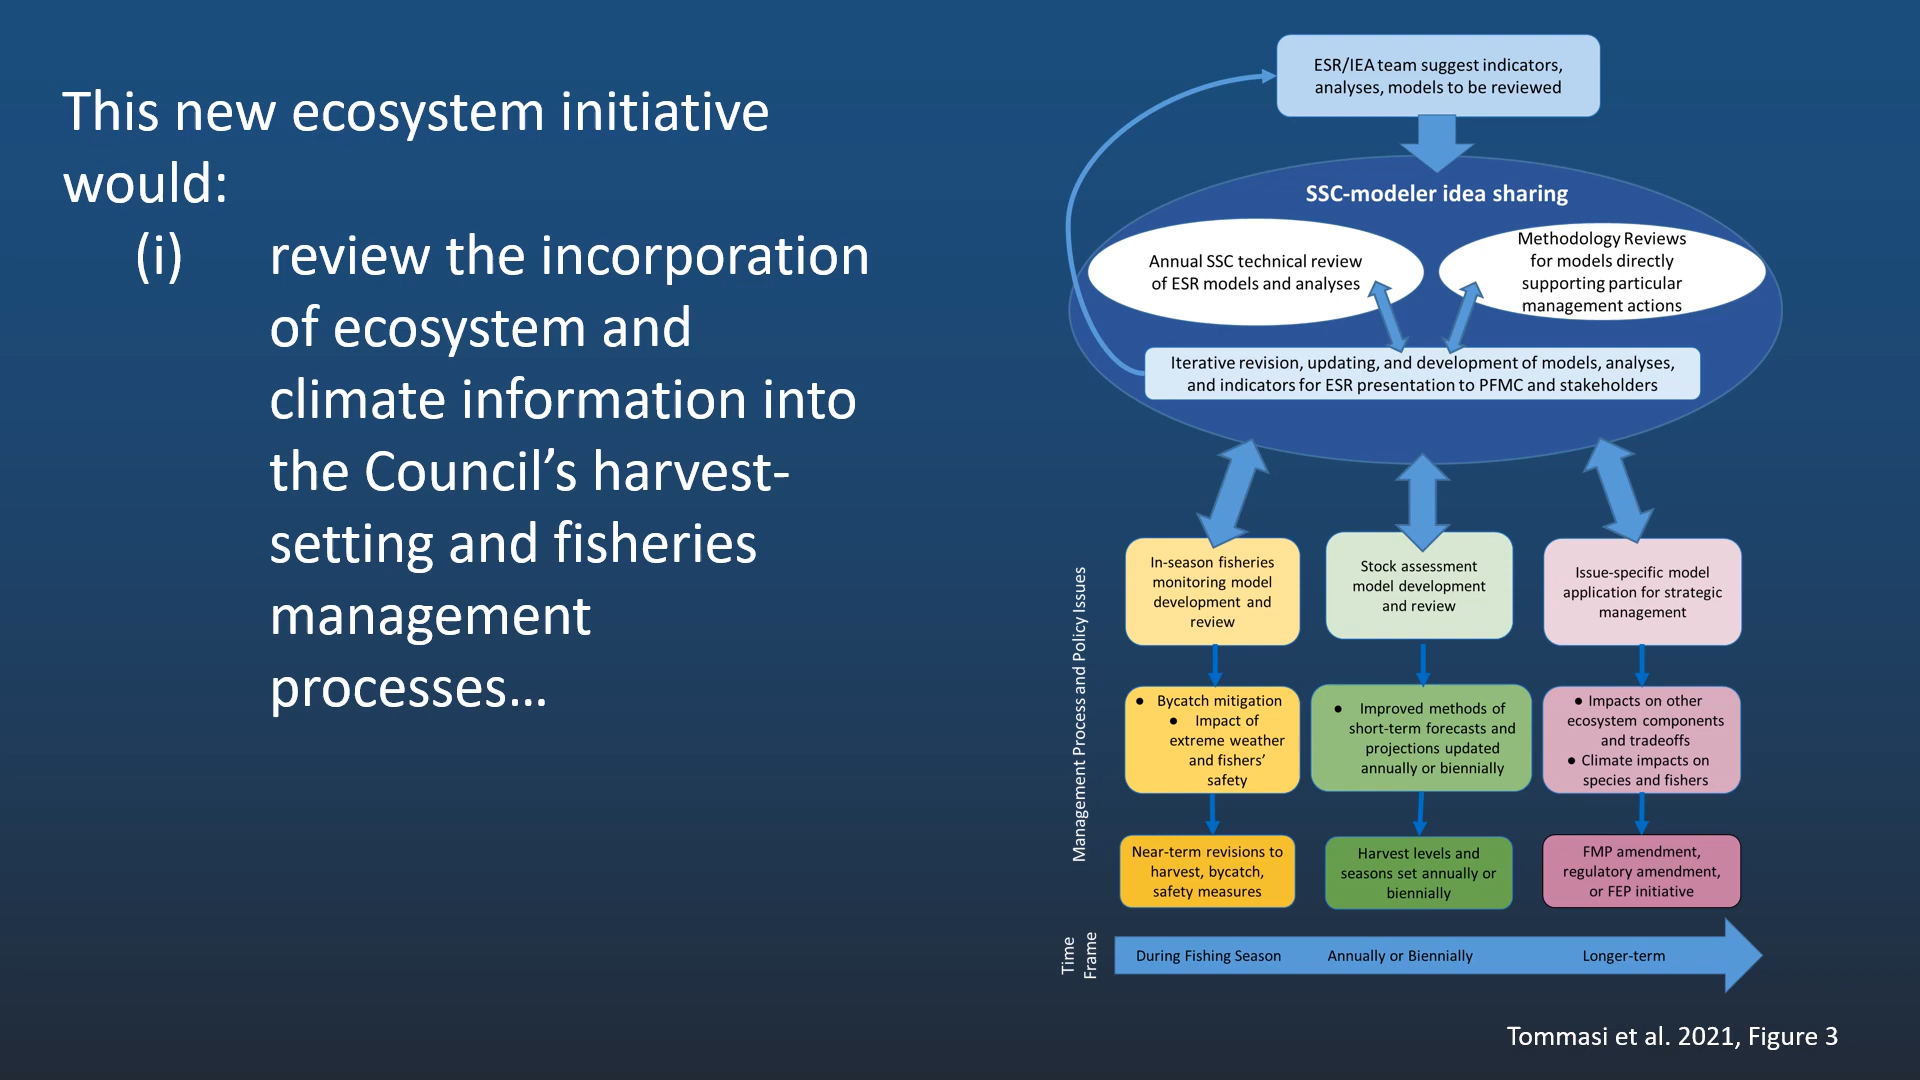 This new ecosystem initiative
would:
(i) review the incorporation
of ecosystem and
climate information into
the Council’s harvest-
setting and fisheries
management
processes…
ESR/IEA team suggest indicators,
analyses, models to be reviewed
SSC-modeler idea sharing
Annual SSC technical review
of ESR models and analyses
Methodology Reviews
for models directly
supporting particular
management actions
Iterative revision, updating, and development of models, analyses,
and indicators for ESR presentation to PFMC and stakeholders
Management Process and Policy Issues
In-season fisheries
monitoring model
development and
review
Stock assessment
model development
and review
Issue-specific model
application for strategic
management
● Bycatch mitigation
● Impact of
extreme weather
and fishers’
safety
● Improved methods of
short-term forecasts and
projections updated
annually or biennially
● Impacts on other
ecosystem components
and tradeoffs
● Climate impacts on
species and fishers
Near-term revisions to
harvest, bycatch,
safety measures
Harvest levels and
seasons set annually or
biennially
FMP amendment,
regulatory amendment,
or FEP initiative
Time
Frame
During Fishing Season
Annually or Biennially
Longer-term
Tommasi et al. 2021, Figure 3